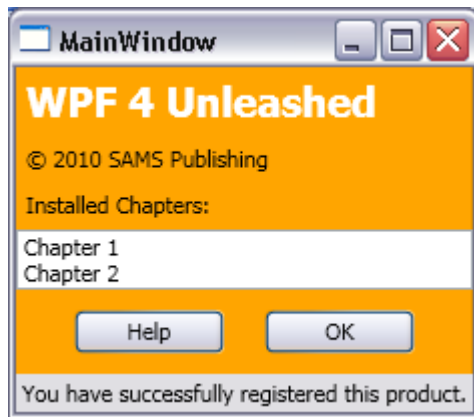 MainWindow
WPF 4 Unleashed
© 2010 SAMS Publishing
Installed Chapters:
Chapter 1
Chapter 2
Help OK
You have successfully registered this product.